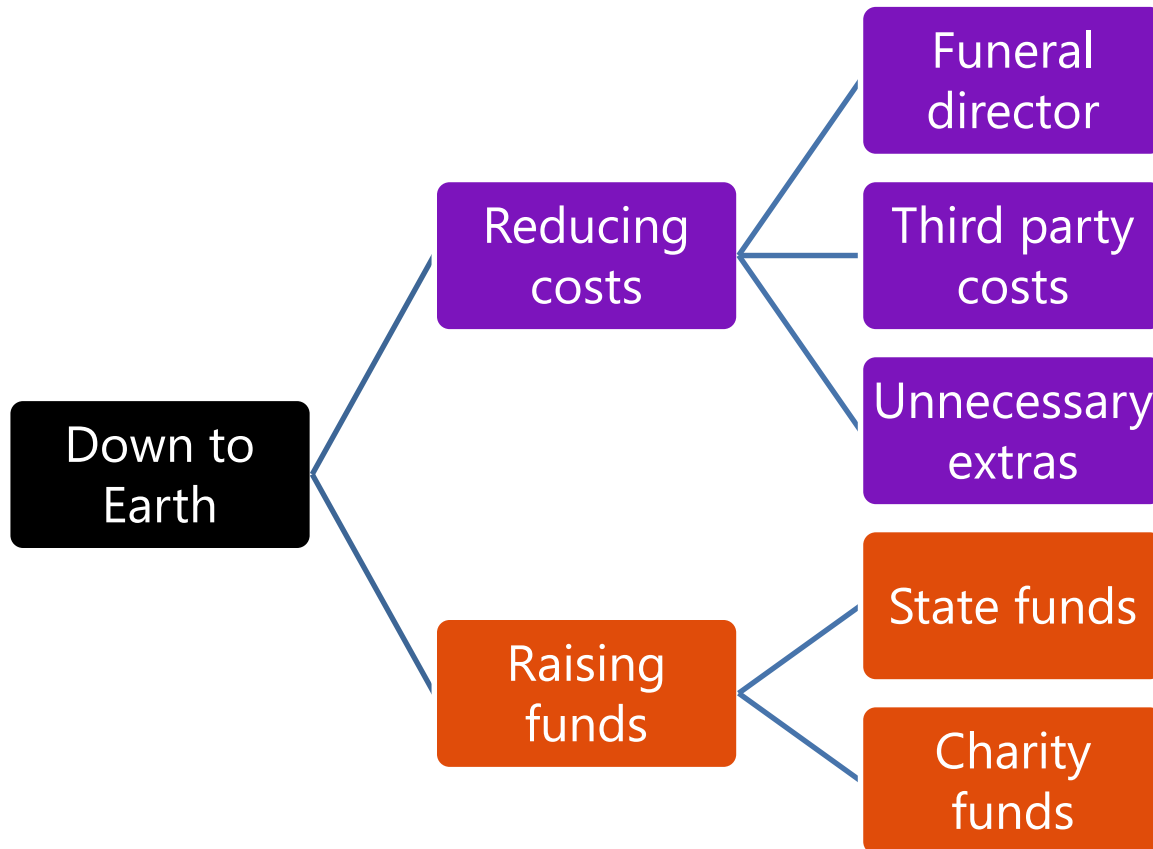 Down to
Earth
Reducing
costs
Funeral
director
Third party
costs
Unnecessary
extras
Raising
funds
State funds
Charity
funds